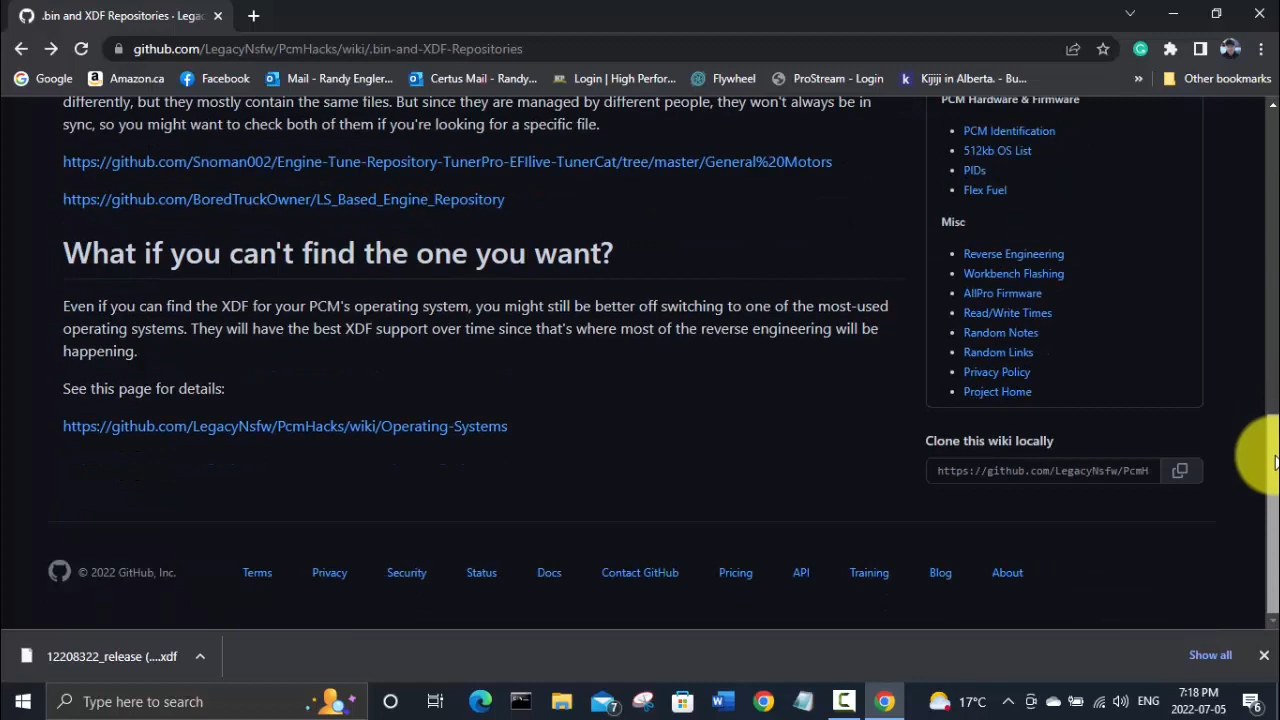 .bin and XDF Repositories · Lega
github.com/LegacyNsfw/PcmHacks/wiki/.bin-and-XDF-Repositories
Google
Amazon.ca
Facebook
Mail - Randy Engler...
Certus Mail - Randy...
Login | High Perfor...
Flywheel
ProStream - Login
Kijiji in Alberta. - Bu...
»
Other bookmarks
differently, but they mostly contain the same files. But since they are managed by different people, they won't always be in
sync, so you might want to check both of them if you're looking for a specific file.
https://github.com/Snoman002/Engine-Tune-Repository-TunerPro-EFIlive-TunerCat/tree/master/General%20Motors
https://github.com/BoredTruckOwner/LS_Based_Engine_Repository
What if you can't find the one you want?
Even if you can find the XDF for your PCM's operating system, you might still be better off switching to one of the most-used
operating systems. They will have the best XDF support over time since that's where most of the reverse engineering will be
happening.
See this page for details:
https://github.com/LegacyNsfw/PcmHacks/wiki/Operating-Systems
PCM Hardware & Firmware
PCM Identification
512kb OS List
PIDs
Flex Fuel
Misc
Reverse Engineering
Workbench Flashing
AllPro Firmware
Read/Write Times
Random Notes
Random Links
Privacy Policy
Project Home
Clone this wiki locally
https://github.com/LegacyNsfw/PcmH
© 2022 GitHub, Inc.
Terms
Privacy
Security
Status
Docs
Contact GitHub
Pricing
API
Training
Blog
About
12208322_release (....xdf
Show all
Type here to search
7
17°C
ENG
7:18 PM
2022-07-05
6